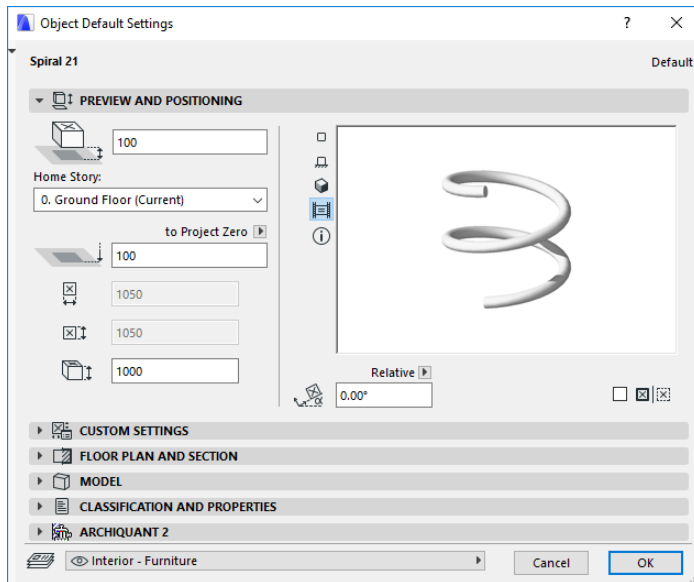 Object Default Settings
?
Spiral 21
Default
PREVIEW AND POSITIONING
100
Home Story:
0. Ground Floor (Current)
to Project Zero
100
1050
1050
1000
Relative
α
0.00°
CUSTOM SETTINGS
FLOOR PLAN AND SECTION
MODEL
CLASSIFICATION AND PROPERTIES
ARCHIQUANT 2
Interior - Furniture
Cancel
OK